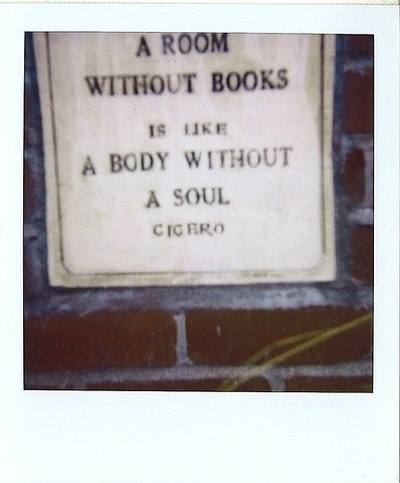 A ROOM
WITHOUT BOOKS
IS LIKE
A BODY WITHOUT
A SOUL
CICERO